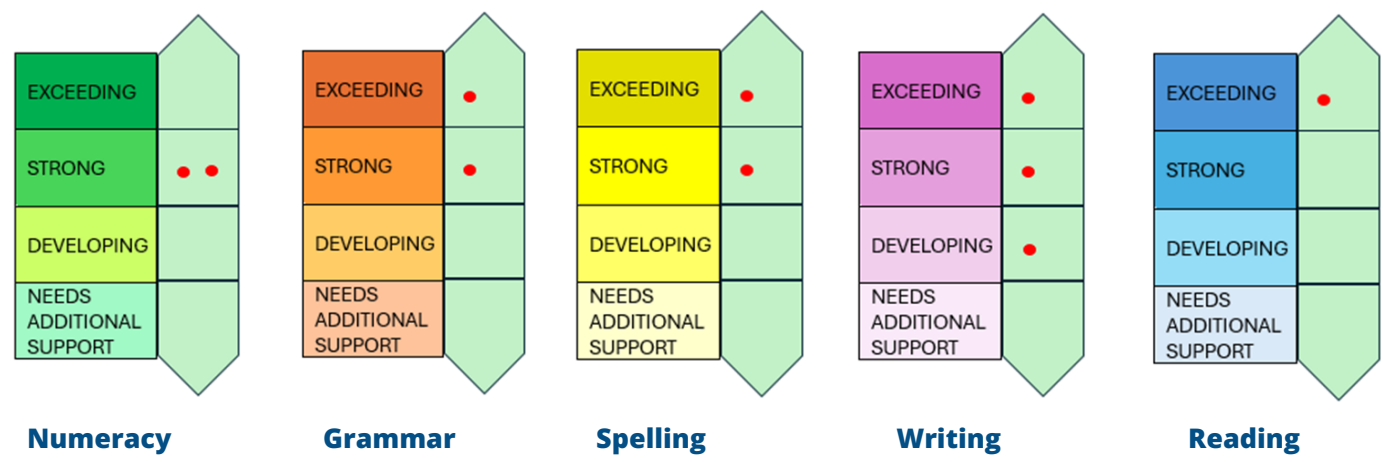 EXCEEDING
STRONG
DEVELOPING
NEEDS
ADDITIONAL
SUPPORT
Numeracy
EXCEEDING
STRONG
DEVELOPING
NEEDS
ADDITIONAL
SUPPORT
Grammar
EXCEEDING
STRONG
DEVELOPING
NEEDS
ADDITIONAL
SUPPORT
Spelling
EXCEEDING
STRONG
DEVELOPING
NEEDS
ADDITIONAL
SUPPORT
Writing
EXCEEDING
STRONG
DEVELOPING
NEEDS
ADDITIONAL
SUPPORT
Reading